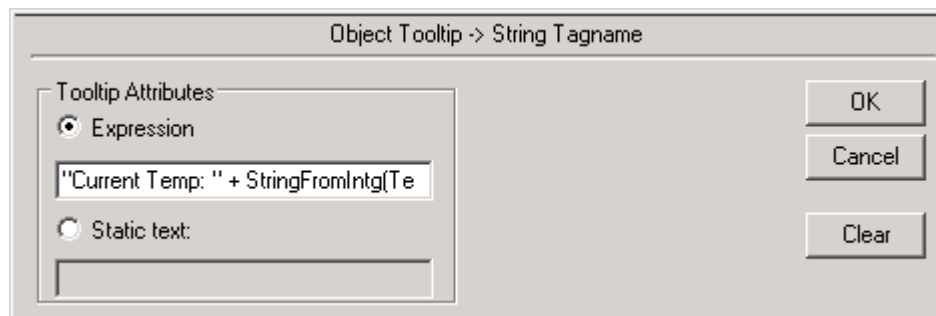 Object Tooltip -> String Tagname
Tooltip Attributes
Expression
"Current Temp: " + StringFromIntg(Te
Static text:
OK
Cancel
Clear